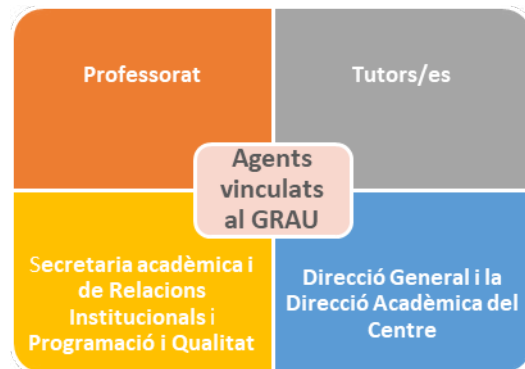 Professorat
Tutors/es
Agents
vinculats
al GRAU
Secretaria acadèmica i
de Relacions
Institucionals i
Programació i Qualitat
Direcció General i la
Direcció Acadèmica del
Centre